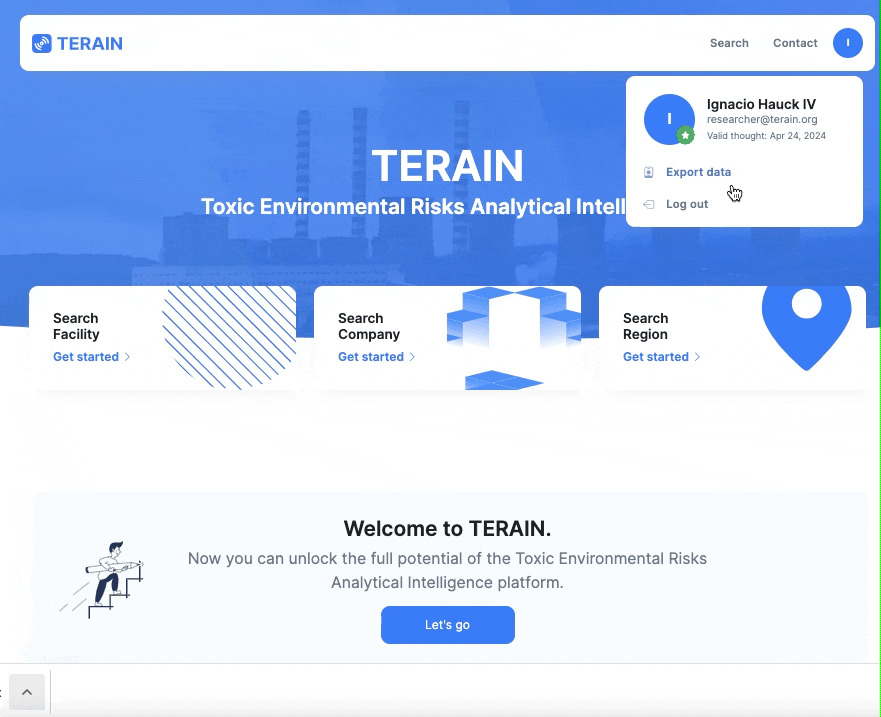 TERAIN
Search
Contact
I
I
Ignacio Hauck IV
researcher@terain.org
Valid thought: Apr 24, 2024
Export data
Log out
TERAIN
Toxic Environmental Risks Analytical Intell
Search
Facility
Get started
Search
Company
Get started
Search
Region
Get started
Welcome to TERAIN.
Now you can unlock the full potential of the Toxic Environmental Risks
Analytical Intelligence platform.
Let's go